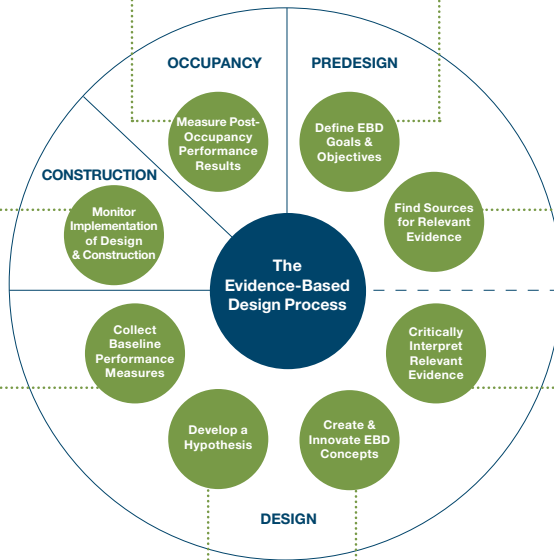 OCCUPANCY
PREDESIGN
Measure Post-
Occupancy
Performance
Results
Define EBD
Goals &
Objectives
CONSTRUCTION
Monitor
Implementation
of Design
& Construction
Find Sources
for Relevant
Evidence
The
Evidence-Based
Design Process
Collect
Baseline
Performance
Measures
Critically
Interpret
Relevant
Evidence
Develop a
Hypothesis
Create &
Innovate EBD
Concepts
DESIGN